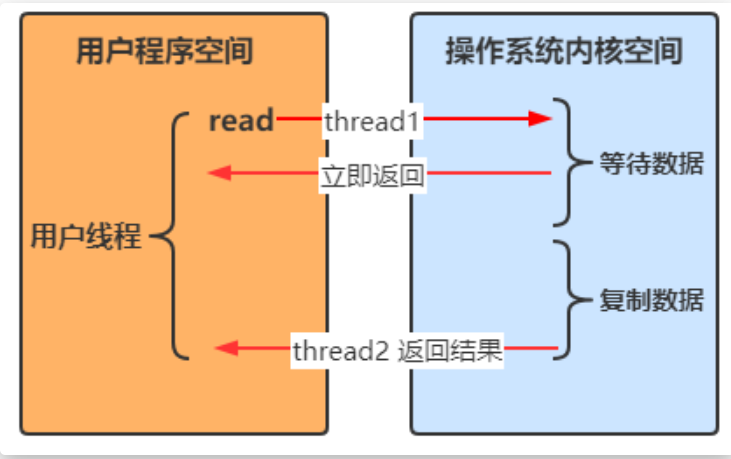 用户程序空间
操作系统内核空间
read
thread1
立即返回
等待数据
用户线程
复制数据
thread2 返回结果